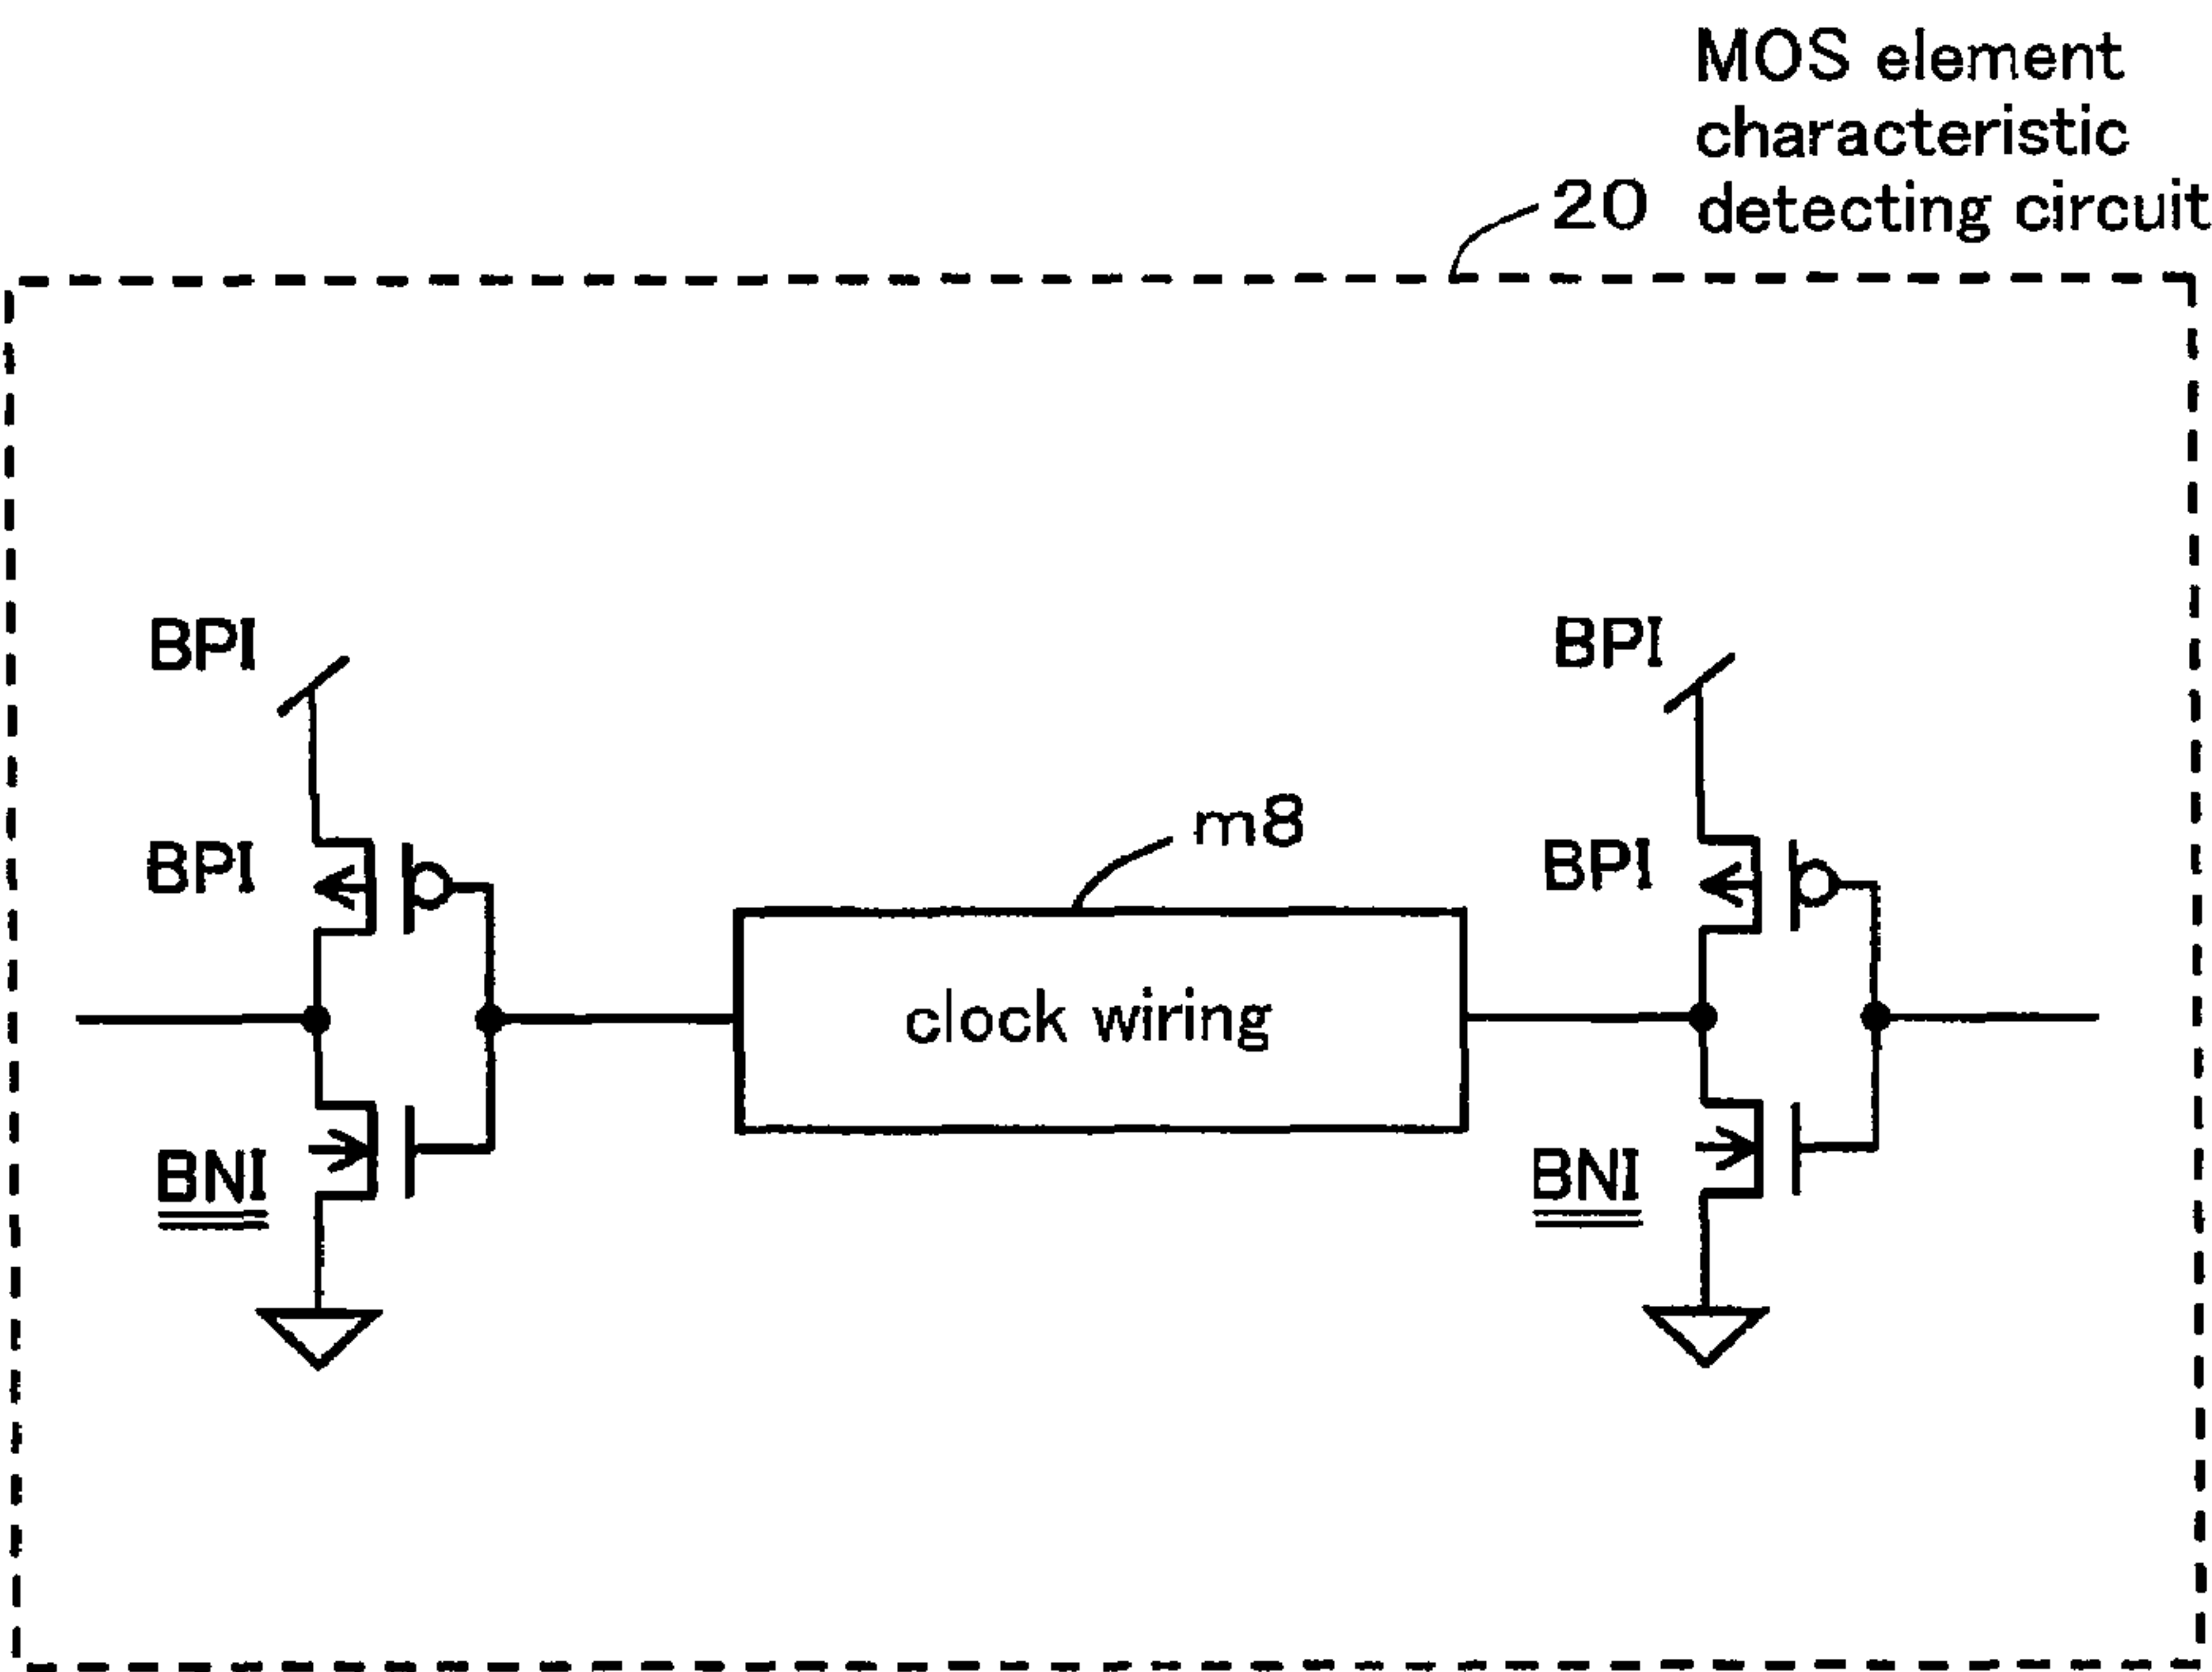 MOS element
characteristic
20 detecting circuit
BPI
BPI
m8
BPI
BPI
clock wiring
BNI
BNI